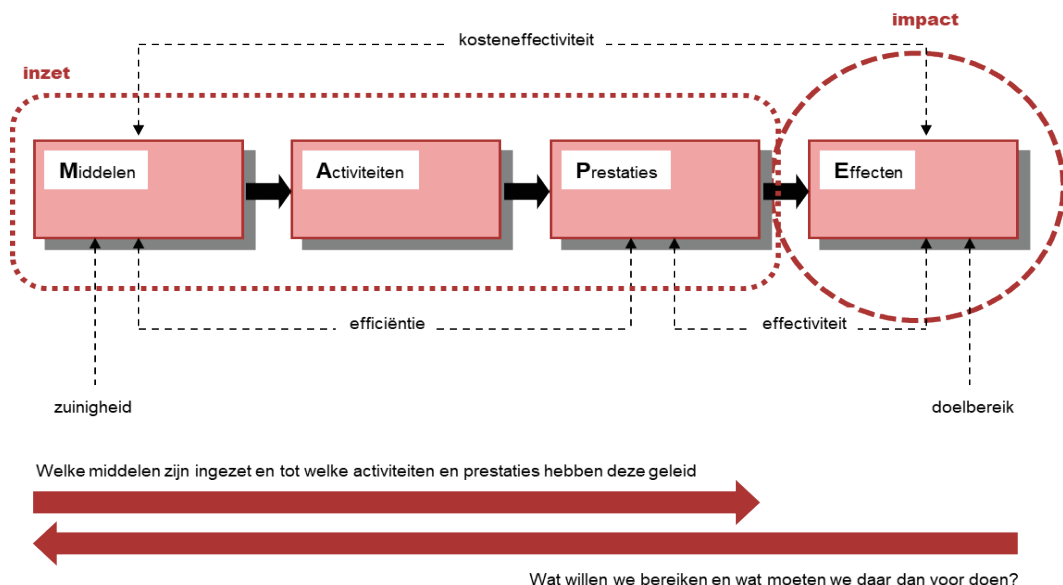 kosteneffectiviteit
impact
inzet
Middelen
Activiteiten
Prestaties
Effecten
efficiëntie
effectiviteit
zuinigheid
doelbereik
Welke middelen zijn ingezet en tot welke activiteiten en prestaties hebben deze geleid
Wat willen we bereiken en wat moeten we daar dan voor doen?